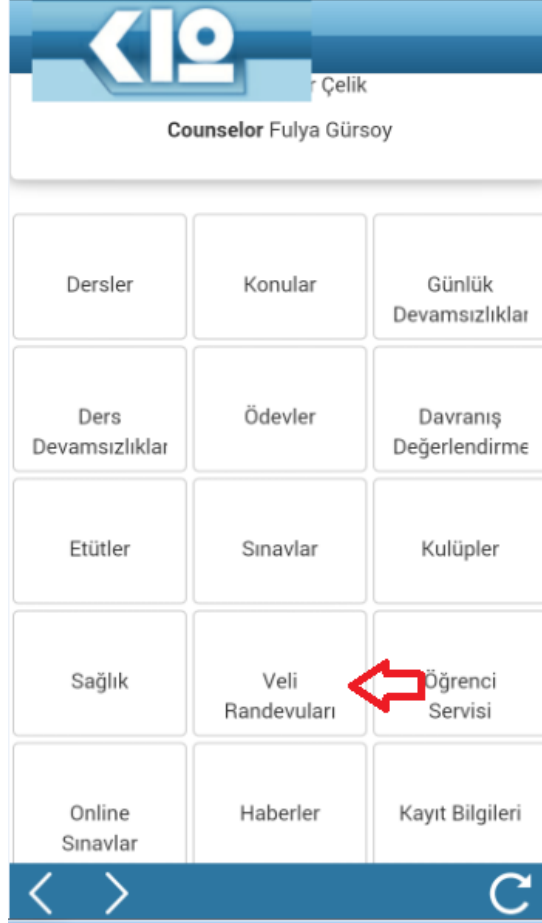 K12
Çelik
Counselor Fulya Gürsoy
Dersler
Konular
Günlük
Devamsızlıklar
Ders
Devamsızlıklar
Ödevler
Davranış
Değerlendirme
Etütler
Sınavlar
Kulüpler
Sağlık
Veli
Randevuları
Öğrenci
Servisi
Online
Sınavlar
Haberler
Kayıt Bilgileri